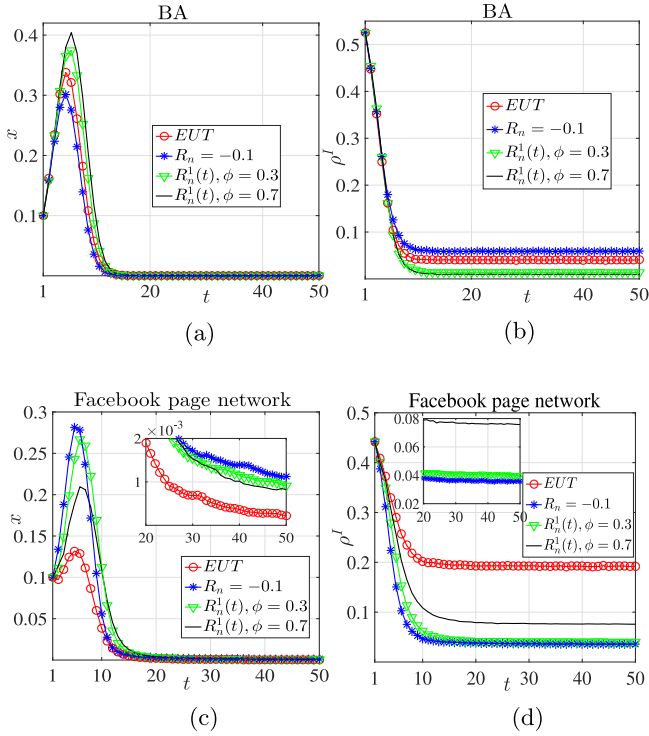 BA
x
0.4
0.3
0.2
0.1
EUT
R_n = −0.1
R_n^1(t), ϕ = 0.3
R_n^1(t), ϕ = 0.7
1 20 40 50
t
(a)
BA
ρ^I
0.5
0.4
0.3
0.2
0.1
EUT
R_n = −0.1
R_n^1(t), ϕ = 0.3
R_n^1(t), ϕ = 0.7
1 20 40 50
t
(b)
Facebook page network
x
0.3
0.25
0.2
0.15
0.1
0.05
×10^-3
2
1
20 30 40 50
EUT
R_n = −0.1
R_n^1(t), ϕ = 0.3
R_n^1(t), ϕ = 0.7
1 10 20 30 40 50
t
(c)
Facebook page network
ρ^I
0.5
0.4
0.3
0.2
0.1
0.08
0.06
0.04
0.02
20 30 40 50
EUT
R_n = −0.1
R_n^1(t), ϕ = 0.3
R_n^1(t), ϕ = 0.7
1 10 20 30 40 50
t
(d)